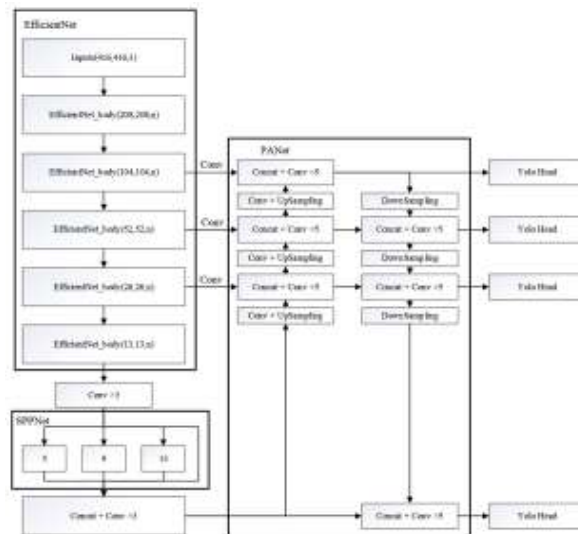 EfficientNet
Inputs(416,416,3)
EfficientNet_body(208,208,n)
EfficientNet_body(104,104,n)
EfficientNet_body(52,52,n)
EfficientNet_body(26,26,n)
EfficientNet_body(13,13,n)
Conv ×3
SPPNet
5
9
13
Concat + Conv ×3
Conv
Conv
Conv
PANet
Concat + Conv ×5
Conv + UpSampling
DownSampling
Concat + Conv ×5
Concat + Conv ×5
Conv + UpSampling
DownSampling
Concat + Conv ×5
Concat + Conv ×5
Conv + UpSampling
DownSampling
Concat + Conv ×5
Yolo Head
Yolo Head
Yolo Head
Yolo Head